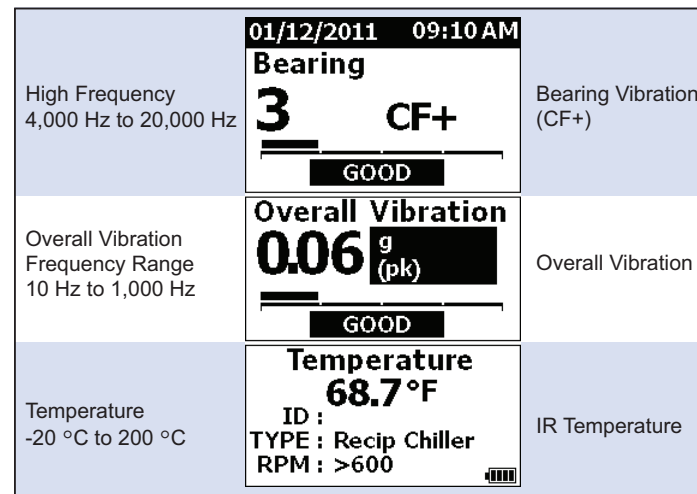 01/12/2011 09:10 AM
High Frequency
4,000 Hz to 20,000 Hz
Bearing
3 CF+
GOOD
Bearing Vibration
(CF+)
Overall Vibration
Frequency Range
10 Hz to 1,000 Hz
Overall Vibration
0.06 g
(pk)
GOOD
Overall Vibration
Temperature
-20 °C to 200 °C
Temperature
68.7 °F
ID :
TYPE : Recip Chiller
RPM : >600
IR Temperature